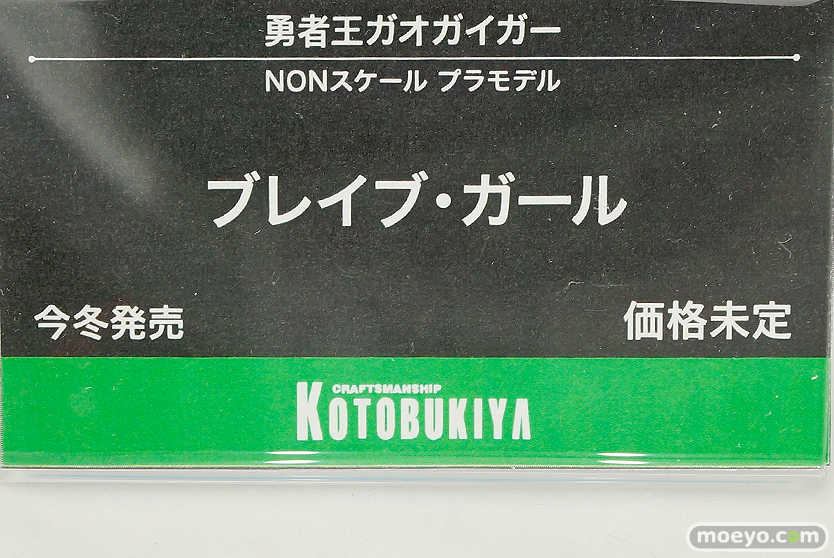 勇者王ガオガイガー
NONスケール プラモデル
ブレイブ・ガール
今冬発売
価格未定
CRAFTSMANSHIP
KOTOBUKIYA
moeyo.com